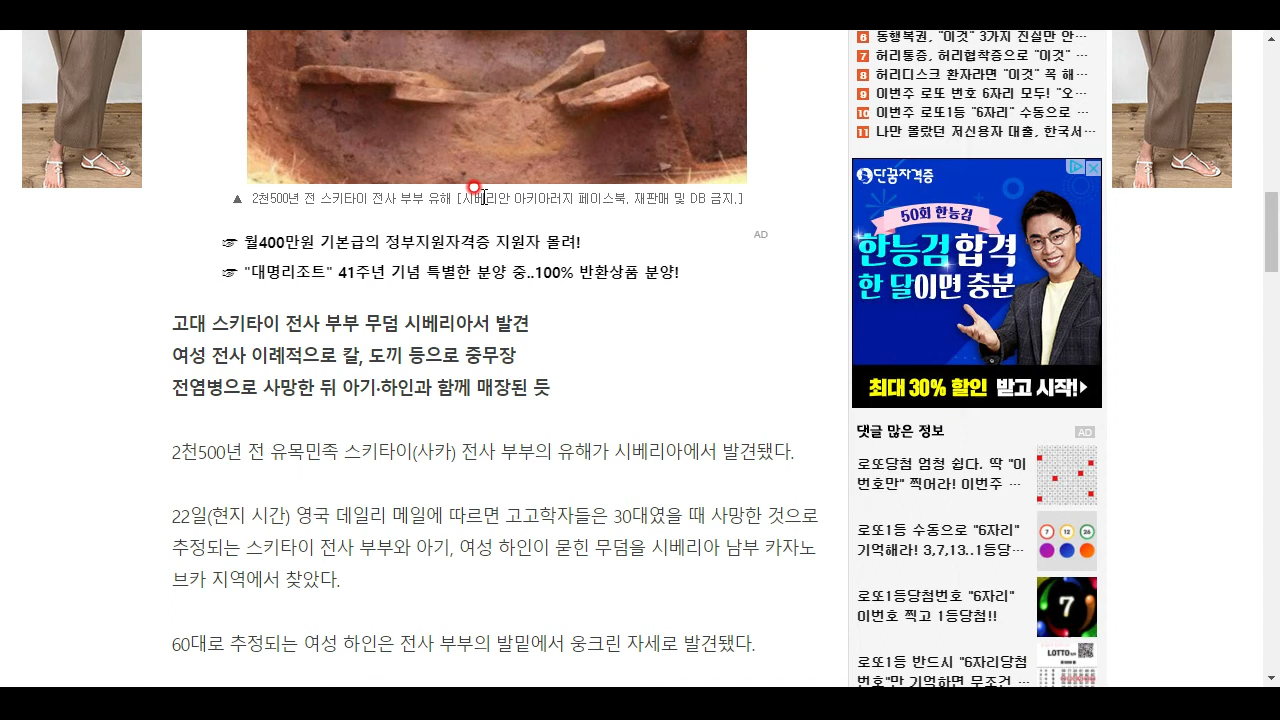 ▲ 2천500년 전 스키타이 전사 부부 유해 [시베리안 아키아러지 페이스북, 재판매 및 DB 금지.]
☞ 월400만원 기본급의 정부지원자격증 지원자 몰려!
AD
☞ "대명리조트" 41주년 기념 특별한 분양 중..100% 반환상품 분양!
고대 스키타이 전사 부부 무덤 시베리아서 발견
여성 전사 이례적으로 칼, 도끼 등으로 중무장
전염병으로 사망한 뒤 아기·하인과 함께 매장된 듯
2천500년 전 유목민족 스키타이(사카) 전사 부부의 유해가 시베리아에서 발견됐다.
22일(현지 시간) 영국 데일리 메일에 따르면 고고학자들은 30대였을 때 사망한 것으로
추정되는 스키타이 전사 부부와 아기, 여성 하인이 묻힌 무덤을 시베리아 남부 카자노
브카 지역에서 찾았다.
60대로 추정되는 여성 하인은 전사 부부의 발밑에서 웅크린 자세로 발견됐다.
6 동행복권, "이것" 3가지 진실만 안···
7 허리통증, 허리협착증으로 "이것" ···
8 허리디스크 환자라면 "이것" 꼭 해···
9 이번주 로또 번호 6자리 모두! "오···
10 이번주 로또1등 "6자리" 수동으로 ···
11 나만 몰랐던 저신용자 대출, 한국서···
단꿈자격증
50회 한능검
한능검 합격
한 달이면 충분
최대 30% 할인 받고 시작!
댓글 많은 정보
AD
로또당첨 엄청 쉽다. 딱 "이
번호만" 찍어라! 이번주 ···
로또1등 수동으로 "6자리"
기억해라! 3,7,13..1등당···
7 12 26
로또1등당첨번호 "6자리"
이번호 찍고 1등당첨!!
7
로또1등 반드시 "6자리당첨
번호"만 기억하면 무조건 ···
LOTTO